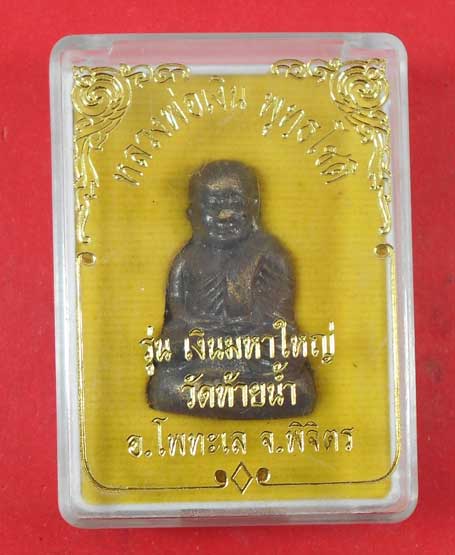 หลวงพ่อเงิน พุทธโชติ
รุ่น เงินมหาใหญ่
วัดท้ายน้ำ
อ.โพทะเล จ.พิจิตร